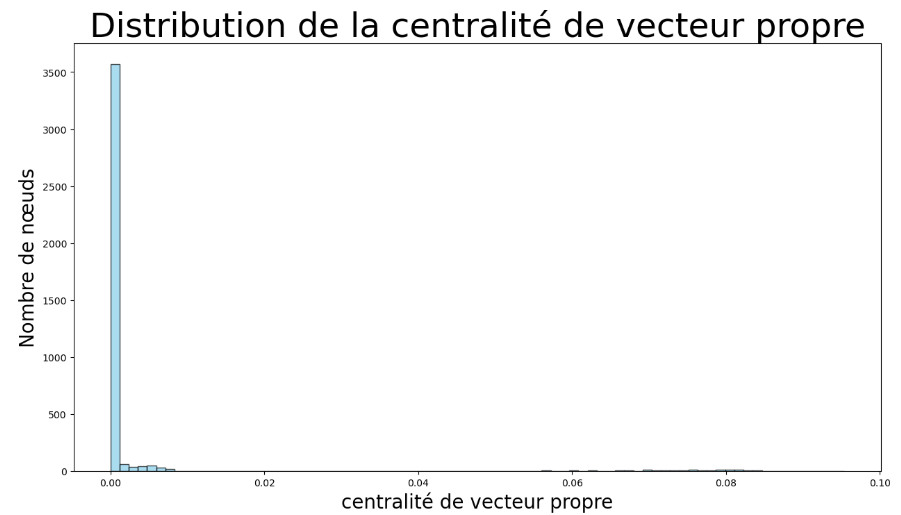 Distribution de la centralité de vecteur propre
Nombre de nœuds
3500
3000
2500
2000
1500
1000
500
0
0.00 0.02 0.04 0.06 0.08 0.10
centralité de vecteur propre